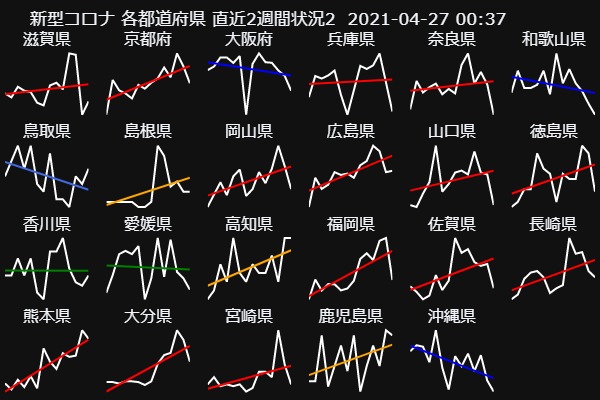 新型コロナ 各都道府県 直近2週間状況2 2021-04-27 00:37
滋賀県 京都府 大阪府 兵庫県 奈良県 和歌山県
鳥取県 島根県 岡山県 広島県 山口県 徳島県
香川県 愛媛県 高知県 福岡県 佐賀県 長崎県
熊本県 大分県 宮崎県 鹿児島県 沖縄県